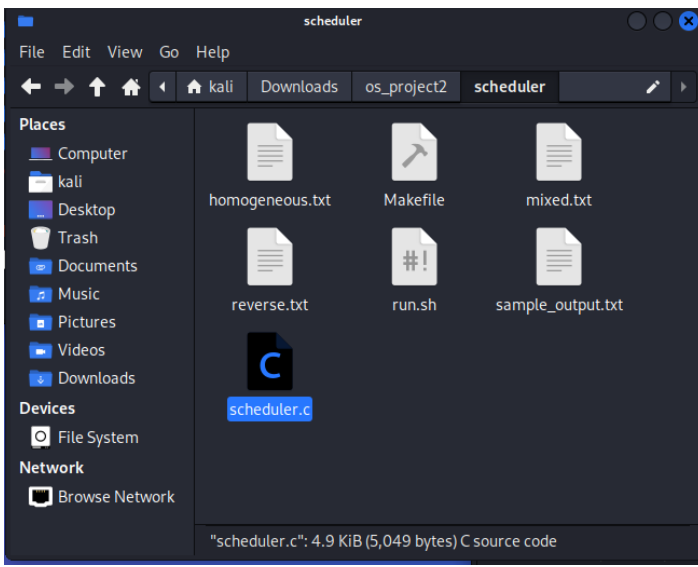 scheduler
File Edit View Go Help
kali Downloads os_project2 scheduler
Places
Computer
kali
Desktop
Trash
Documents
Music
Pictures
Videos
Downloads
Devices
File System
Network
Browse Network
homogeneous.txt Makefile mixed.txt
#!
reverse.txt run.sh sample_output.txt
C
scheduler.c
"scheduler.c": 4.9 KiB (5,049 bytes) C source code